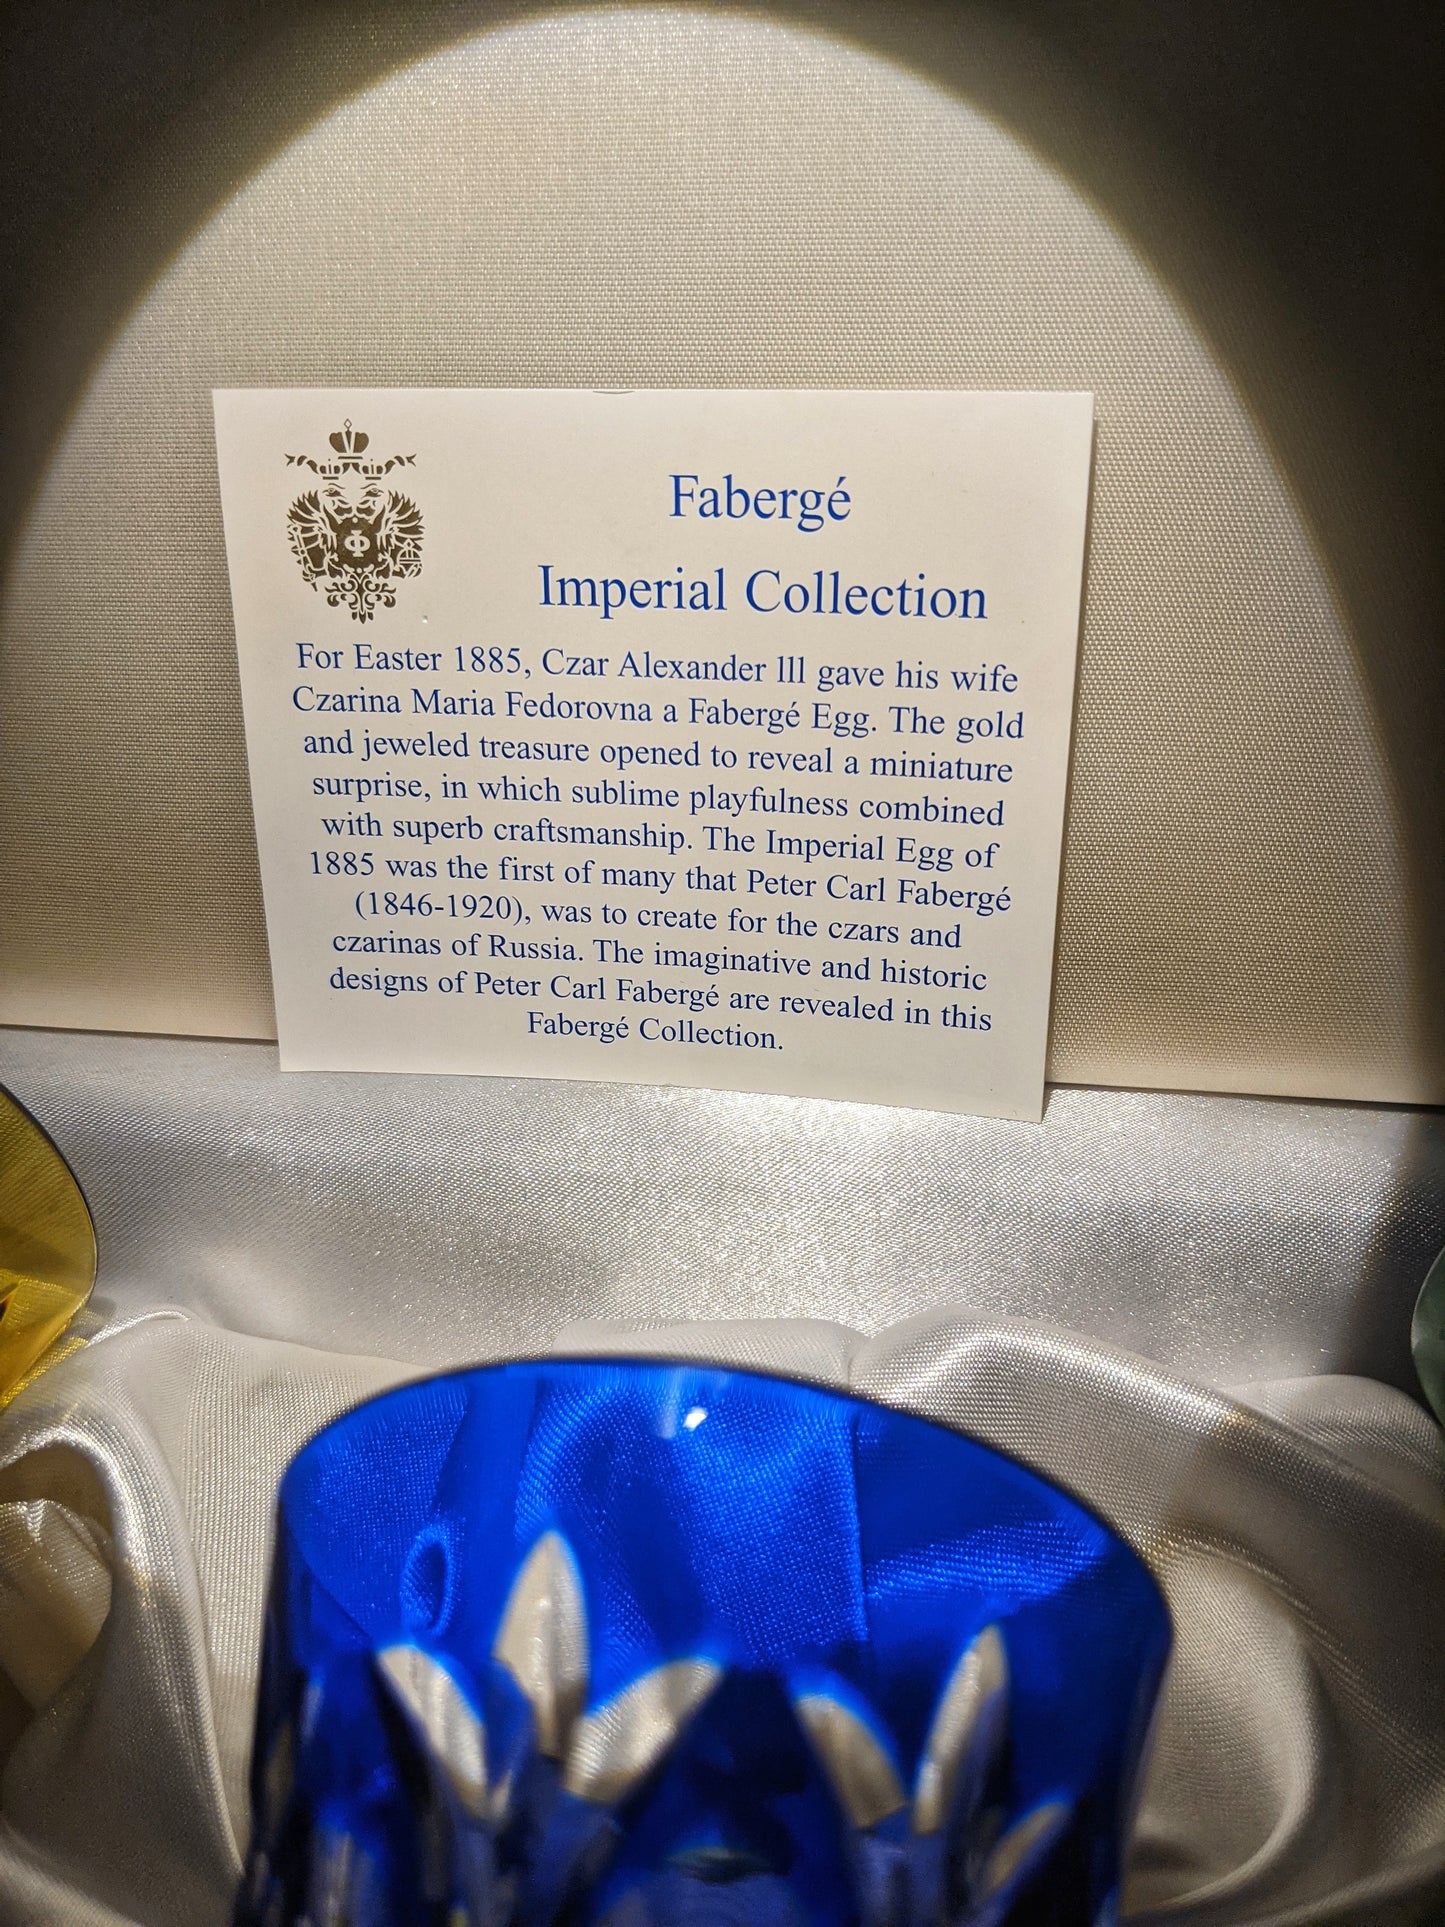 Φ
Fabergé
Imperial Collection
For Easter 1885, Czar Alexander lll gave his wife
Czarina Maria Fedorovna a Fabergé Egg. The gold
and jeweled treasure opened to reveal a miniature
surprise, in which sublime playfulness combined
with superb craftsmanship. The Imperial Egg of
1885 was the first of many that Peter Carl Fabergé
(1846-1920), was to create for the czars and
czarinas of Russia. The imaginative and historic
designs of Peter Carl Fabergé are revealed in this
Fabergé Collection.